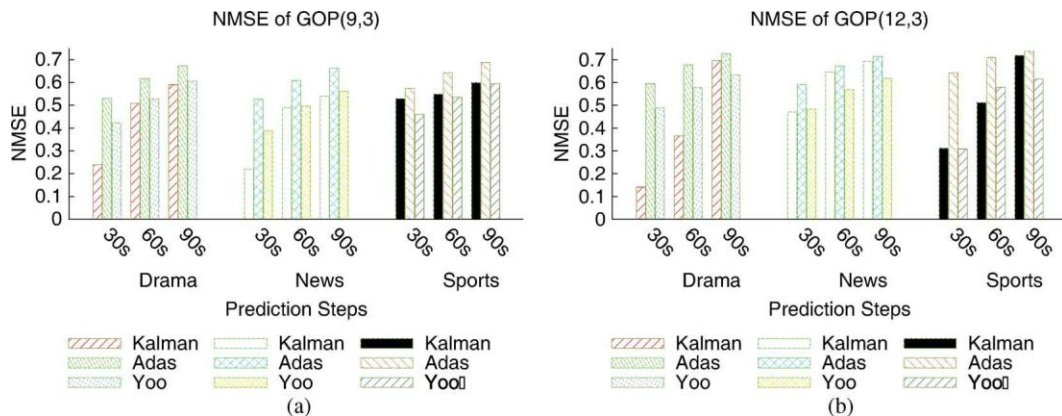 NMSE of GOP(9,3)
NMSE
0.7
0.6
0.5
0.4
0.3
0.2
0.1
0
30s 60s 90s 30s 60s 90s 30s 60s 90s
Drama News Sports
Prediction Steps
Kalman Kalman Kalman
Adas Adas Adas
Yoo Yoo Yoo▯
(a)
NMSE of GOP(12,3)
NMSE
0.7
0.6
0.5
0.4
0.3
0.2
0.1
0
30s 60s 90s 30s 60s 90s 30s 60s 90s
Drama News Sports
Prediction Steps
Kalman Kalman Kalman
Adas Adas Adas
Yoo Yoo Yoo▯
(b)